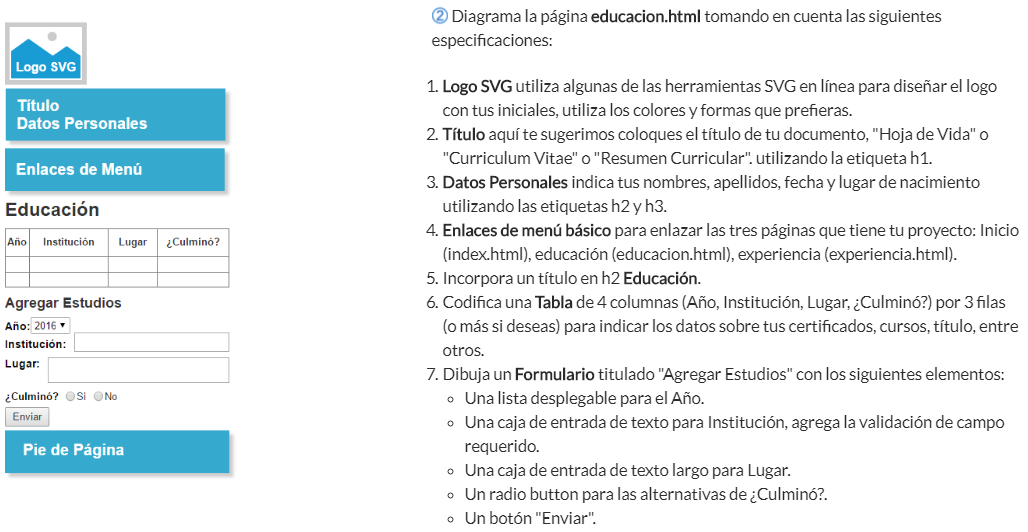 Logo SVG
Título
Datos Personales
Enlaces de Menú
Educación
Año Institución Lugar ¿Culminó?
Agregar Estudios
Año: 2016
Institución:
Lugar:
¿Culminó? Si No
Enviar
Pie de Página
2 Diagrama la página educacion.html tomando en cuenta las siguientes
especificaciones:
1. Logo SVG utiliza algunas de las herramientas SVG en línea para diseñar el logo
con tus iniciales, utiliza los colores y formas que prefieras.
2. Título aquí te sugerimos coloques el título de tu documento, "Hoja de Vida" o
"Curriculum Vitae" o "Resumen Curricular". utilizando la etiqueta h1.
3. Datos Personales indica tus nombres, apellidos, fecha y lugar de nacimiento
utilizando las etiquetas h2 y h3.
4. Enlaces de menú básico para enlazar las tres páginas que tiene tu proyecto: Inicio
(index.html), educación (educacion.html), experiencia (experiencia.html).
5. Incorpora un título en h2 Educación.
6. Codifica una Tabla de 4 columnas (Año, Institución, Lugar, ¿Culminó?) por 3 filas
(o más si deseas) para indicar los datos sobre tus certificados, cursos, título, entre
otros.
7. Dibuja un Formulario titulado "Agregar Estudios" con los siguientes elementos:
Una lista desplegable para el Año.
Una caja de entrada de texto para Institución, agrega la validación de campo
requerido.
Una caja de entrada de texto largo para Lugar.
Un radio button para las alternativas de ¿Culminó?.
Un botón "Enviar".